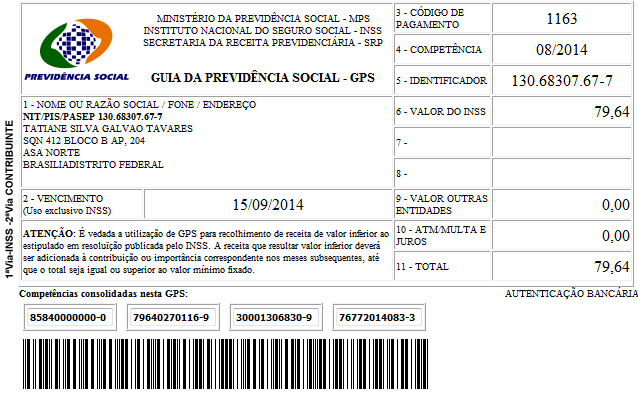 MINISTÉRIO DA PREVIDÊNCIA SOCIAL - MPS
INSTITUTO NACIONAL DO SEGURO SOCIAL - INSS
SECRETARIA DA RECEITA PREVIDENCIÁRIA - SRP
PREVIDÊNCIA SOCIAL
GUIA DA PREVIDÊNCIA SOCIAL - GPS
3 - CÓDIGO DE
PAGAMENTO
1163
4 - COMPETÊNCIA
08/2014
5 - IDENTIFICADOR
130.68307.67-7
1 - NOME OU RAZÃO SOCIAL / FONE / ENDEREÇO
NIT/PIS/PASEP 130.68307.67-7
TATIANE SILVA GALVAO TAVARES
SQN 412 BLOCO B AP, 204
ASA NORTE
BRASILIADISTRITO FEDERAL
6 - VALOR DO INSS
79,64
7 -
8 -
2 - VENCIMENTO
(Uso exclusivo INSS)
15/09/2014
9 - VALOR OUTRAS
ENTIDADES
0,00
ATENÇÃO: É vedada a utilização de GPS para recolhimento de receita de valor inferior ao
estipulado em resolução publicada pelo INSS. A receita que resultar valor inferior deverá
ser adicionada à contribuição ou importância correspondente nos meses subsequentes, até
que o total seja igual ou superior ao valor mínimo fixado.
10 - ATM/MULTA E
JUROS
0,00
11 - TOTAL
79,64
1ªVia-INSS -2ªVia CONTRIBUINTE
Competências consolidadas nesta GPS:
AUTENTICAÇÃO BANCÁRIA
85840000000-0 79640270116-9 30001306830-9 76772014083-3